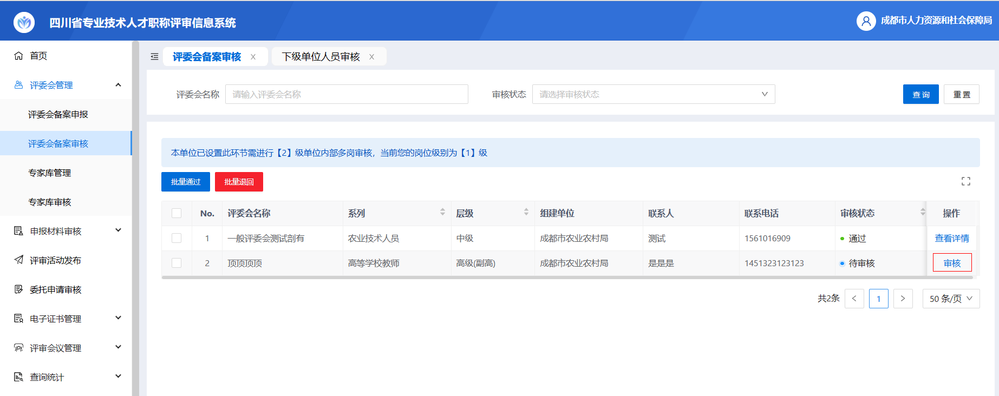 四川省专业技术人才职称评审信息系统
成都市人力资源和社会保障局
首页
评委会管理
评委会备案申报
评委会备案审核
专家库管理
专家库审核
申报材料审核
评审活动发布
委托申请审核
电子证书管理
评审会议管理
查询统计
评委会备案审核 x
下级单位人员审核 x
评委会名称 请输入评委会名称 审核状态 请选择审核状态 查询 重置
本单位已设置此环节需进行【2】级单位内部多岗审核，当前您的岗位级别为【1】级
批量通过 批量退回
No. 评委会名称 系列 层级 组建单位 联系人 联系电话 审核状态 操作
1 一般评委会测试剖有 农业技术人员 中级 成都市农业农村局 测试 1561016909 通过 查看详情
2 顶顶顶顶 高等学校教师 高级(副高) 成都市农业农村局 是是是 1451323123123 待审核 审核
共2条 < 1 > 50 条/页